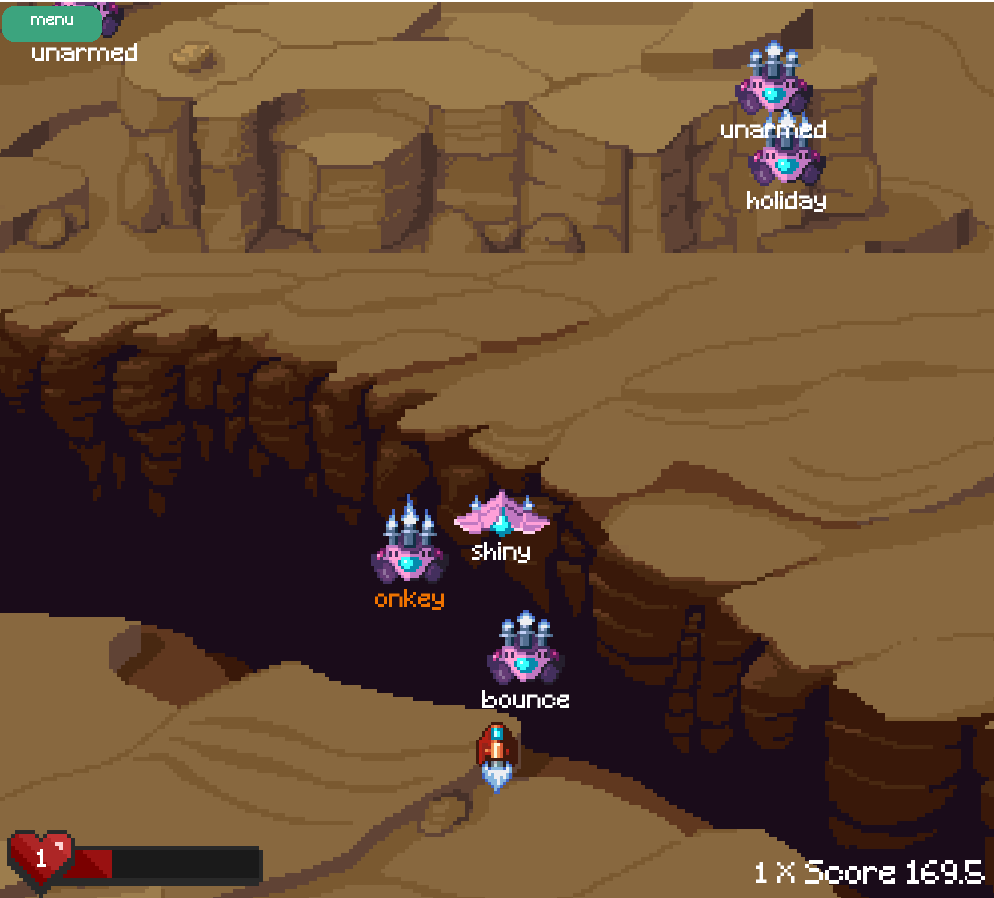 menu
unarmed
unarmed
holiday
shiny
onkey
bounce
1
1 X Score 169.5